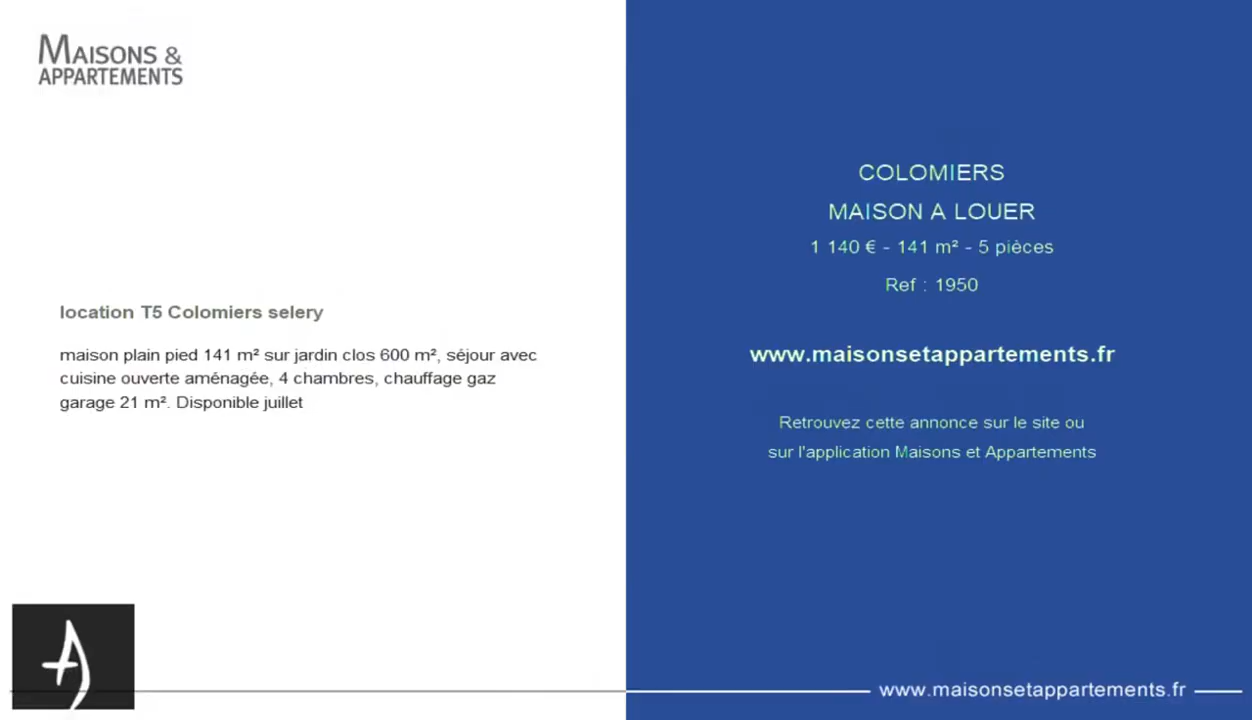 MAISONS &
APPARTEMENTS
location T5 Colomiers selery
maison plain pied 141 m² sur jardin clos 600 m², séjour avec
cuisine ouverte aménagée, 4 chambres, chauffage gaz
garage 21 m². Disponible juillet
COLOMIERS
MAISON A LOUER
1 140 € - 141 m² - 5 pièces
Ref : 1950
www.maisonsetappartements.fr
Retrouvez cette annonce sur le site ou
sur l'application Maisons et Appartements
www.maisonsetappartements.fr